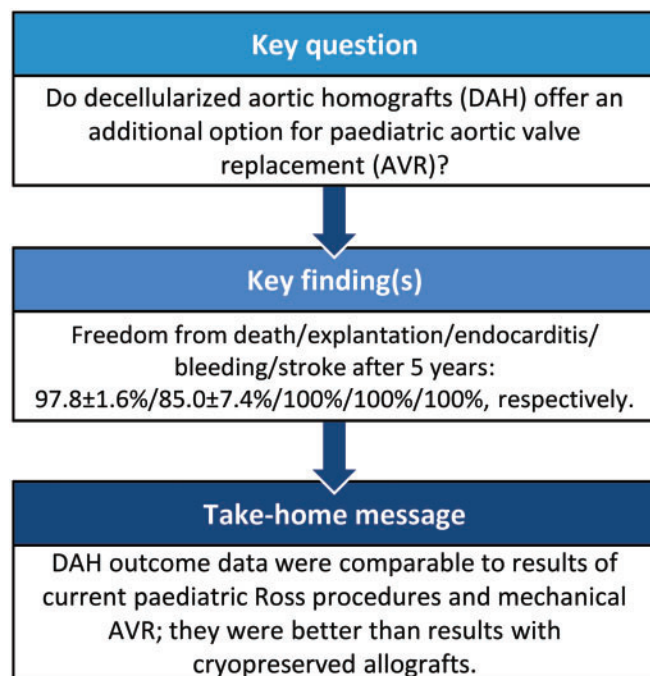 Key question
Do decellularized aortic homografts (DAH) offer an
additional option for paediatric aortic valve
replacement (AVR)?
Key finding(s)
Freedom from death/explantation/endocarditis/
bleeding/stroke after 5 years:
97.8±1.6%/85.0±7.4%/100%/100%/100%, respectively.
Take-home message
DAH outcome data were comparable to results of
current paediatric Ross procedures and mechanical
AVR; they were better than results with
cryopreserved allografts.